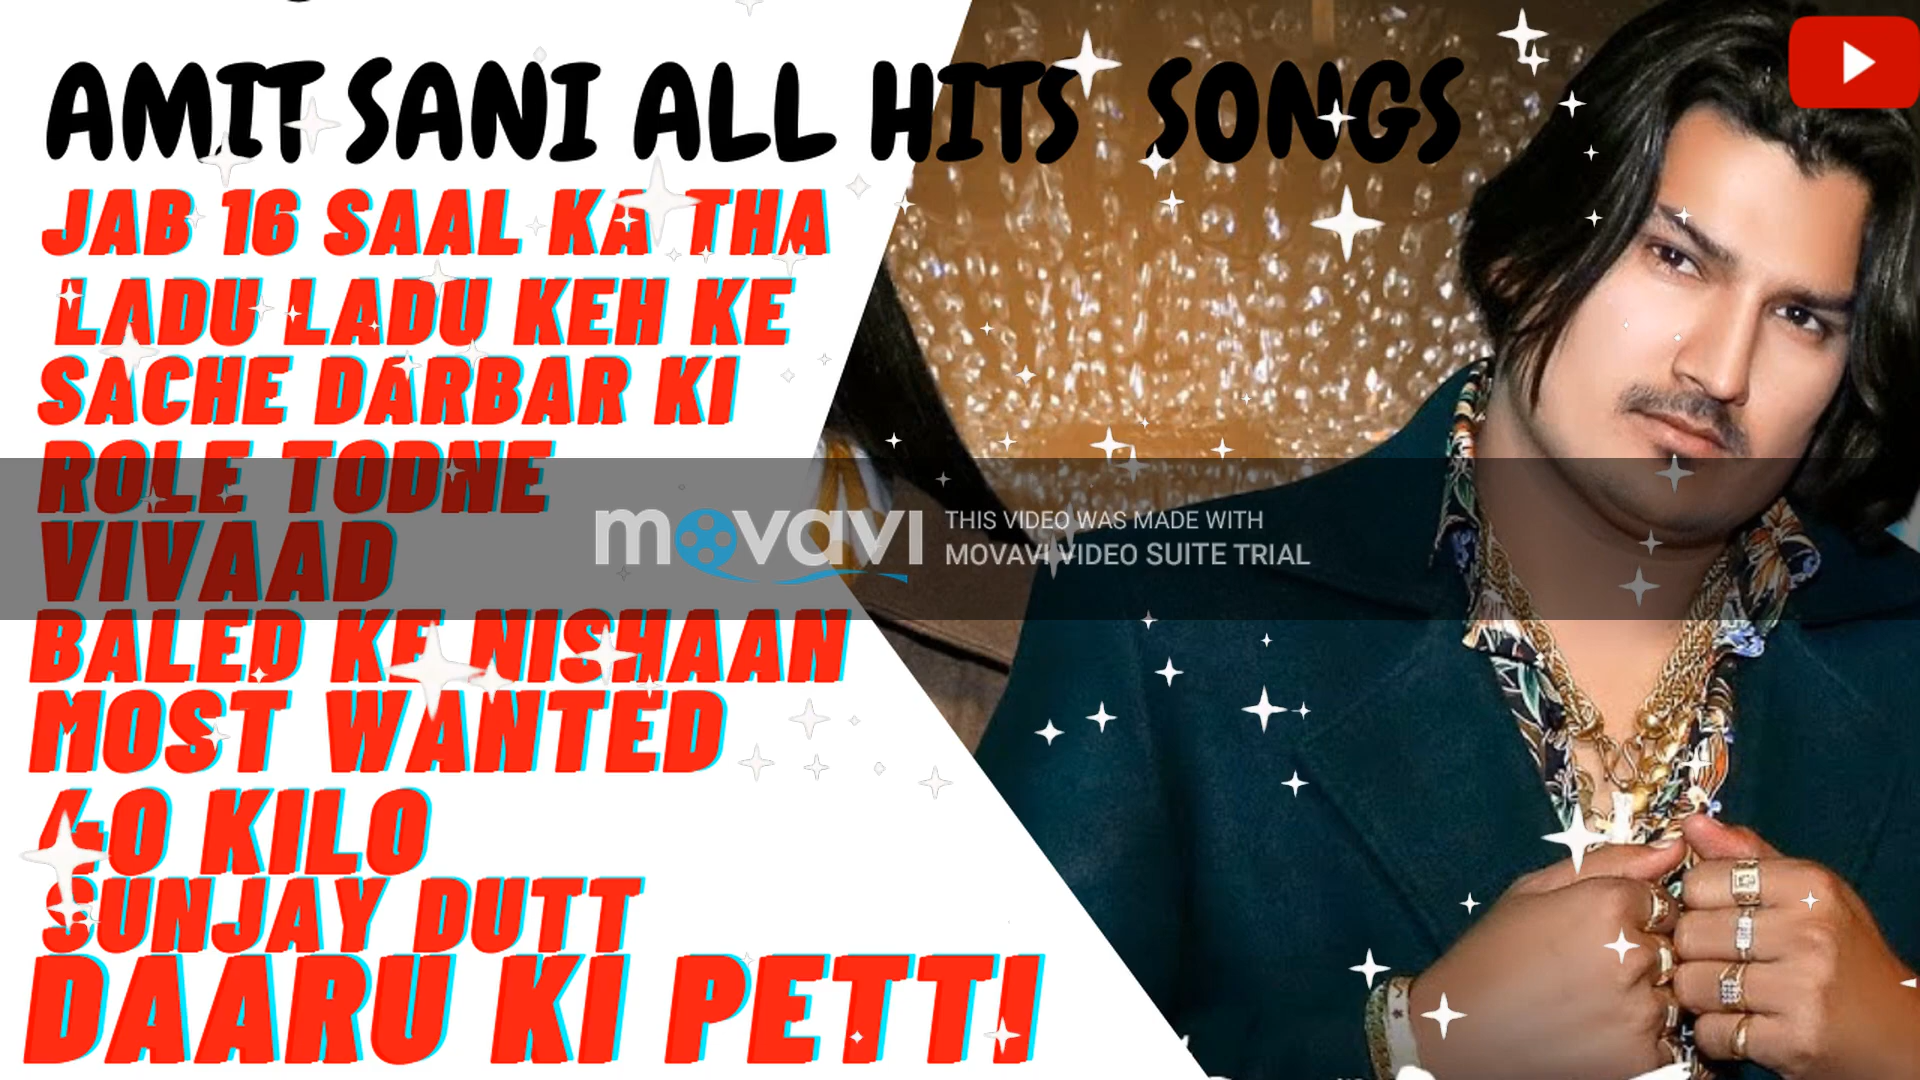 AMIT SANI ALL HITS SONGS
JAB 16 SAAL KA THA
LADU LADU KEH KE
SACHE DARBAR KI
ROLE TODNE
VIVAAD
movavi
THIS VIDEO WAS MADE WITH
MOVAVI VIDEO SUITE TRIAL
BALED KE NISHAAN
MOST WANTED
40 KILO
SUNJAY DUTT
DAARU KI PETTI